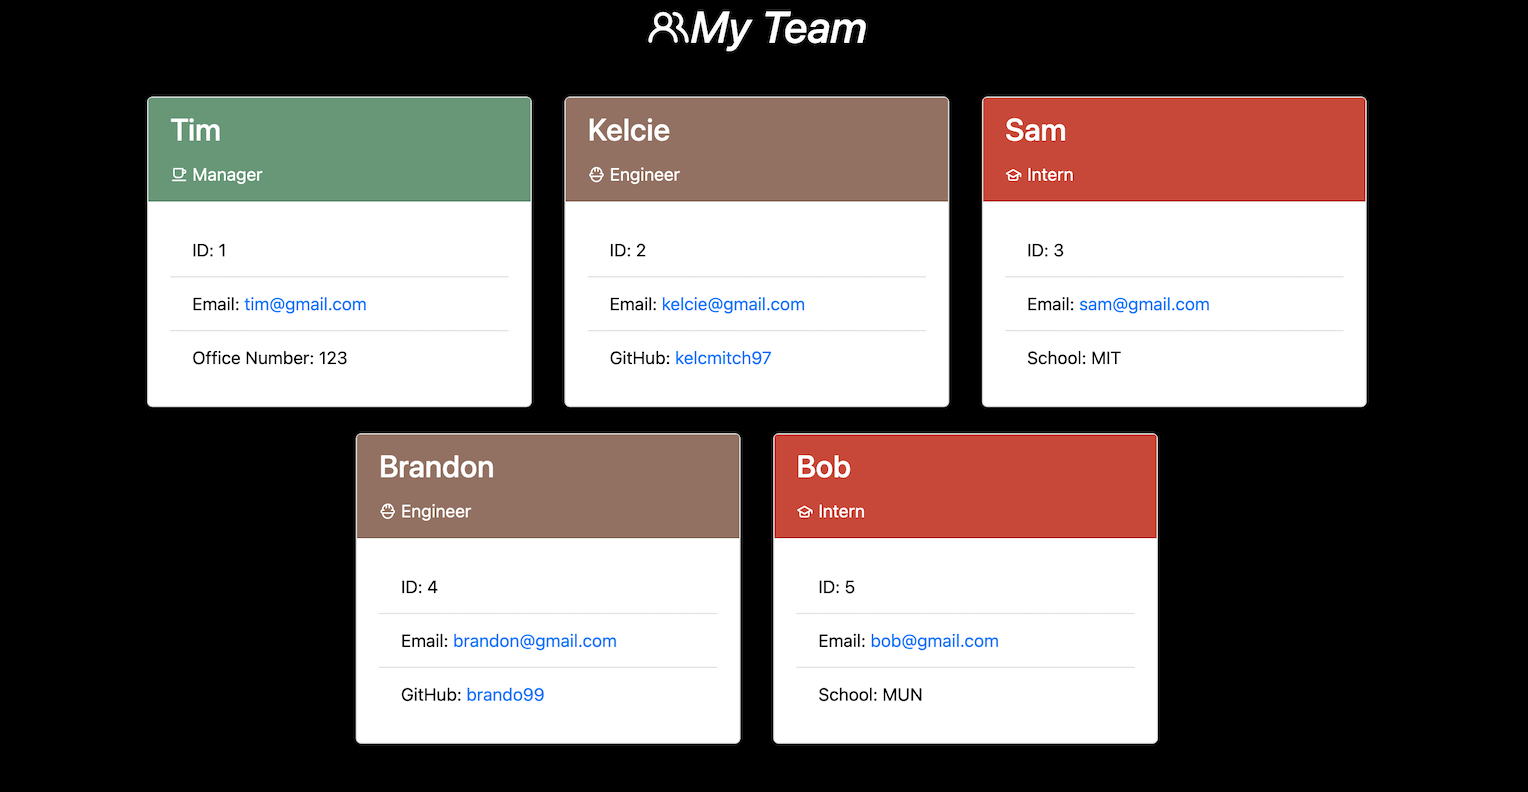 My Team
Tim
Manager
ID: 1
Email: tim@gmail.com
Office Number: 123
Kelcie
Engineer
ID: 2
Email: kelcie@gmail.com
GitHub: kelcmitch97
Sam
Intern
ID: 3
Email: sam@gmail.com
School: MIT
Brandon
Engineer
ID: 4
Email: brandon@gmail.com
GitHub: brando99
Bob
Intern
ID: 5
Email: bob@gmail.com
School: MUN